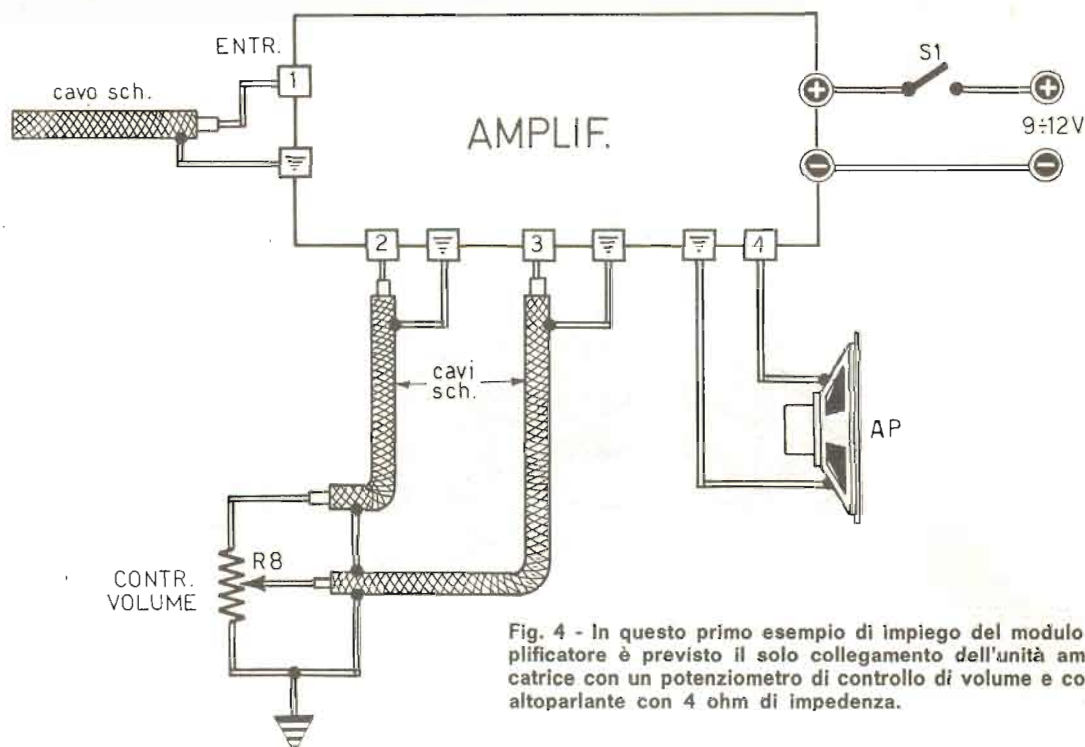 ENTR.
S1
cavo sch.
1
+
+
AMPLIF.
9÷12V
-
-
2
3
4
cavi
sch.
AP
R8
CONTR.
VOLUME
Fig. 4 - In questo primo esempio di impiego del modulo
plificatore è previsto il solo collegamento dell'unità am
catrice con un potenziometro di controllo di volume e co
altoparlante con 4 ohm di impedenza.